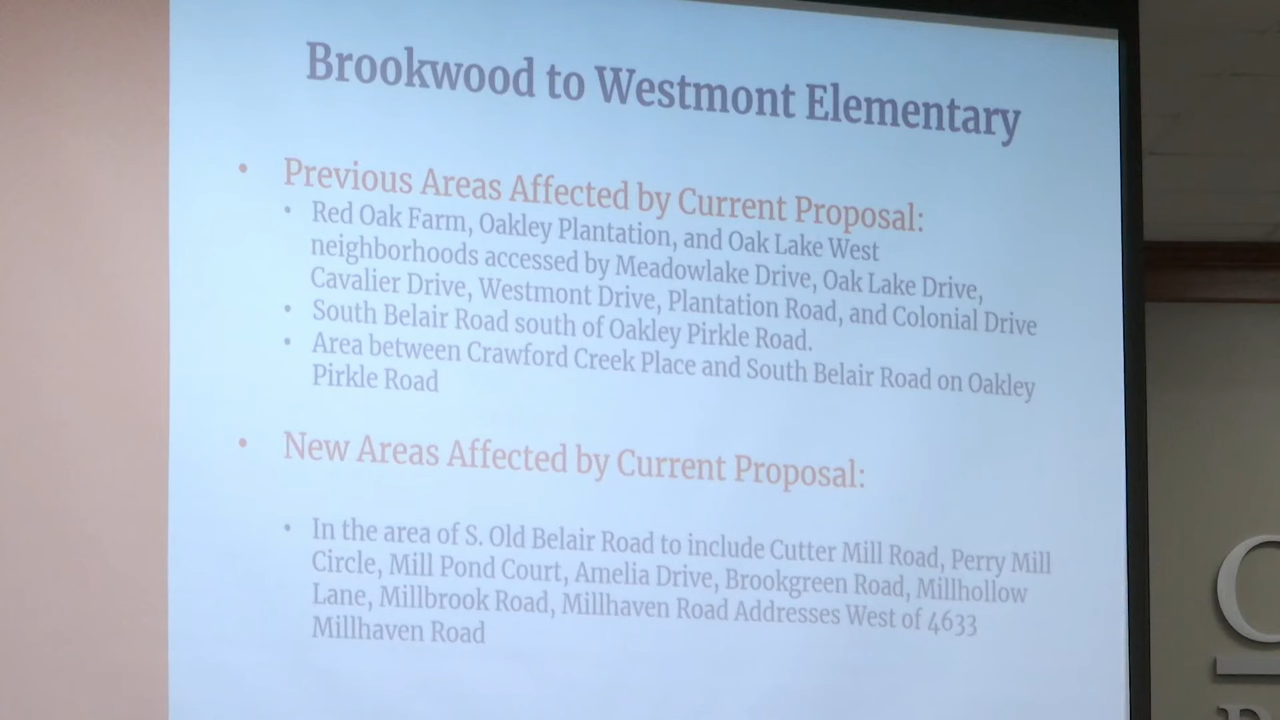 Brookwood to Westmont Elementary
• Previous Areas Affected by Current Proposal:
• Red Oak Farm, Oakley Plantation, and Oak Lake West
neighborhoods accessed by Meadowlake Drive, Oak Lake Drive,
Cavalier Drive, Westmont Drive, Plantation Road, and Colonial Drive
• South Belair Road south of Oakley Pirkle Road.
• Area between Crawford Creek Place and South Belair Road on Oakley
Pirkle Road
• New Areas Affected by Current Proposal:
• In the area of S. Old Belair Road to include Cutter Mill Road, Perry Mill
Circle, Mill Pond Court, Amelia Drive, Brookgreen Road, Millhollow
Lane, Millbrook Road, Millhaven Road Addresses West of 4633
Millhaven Road